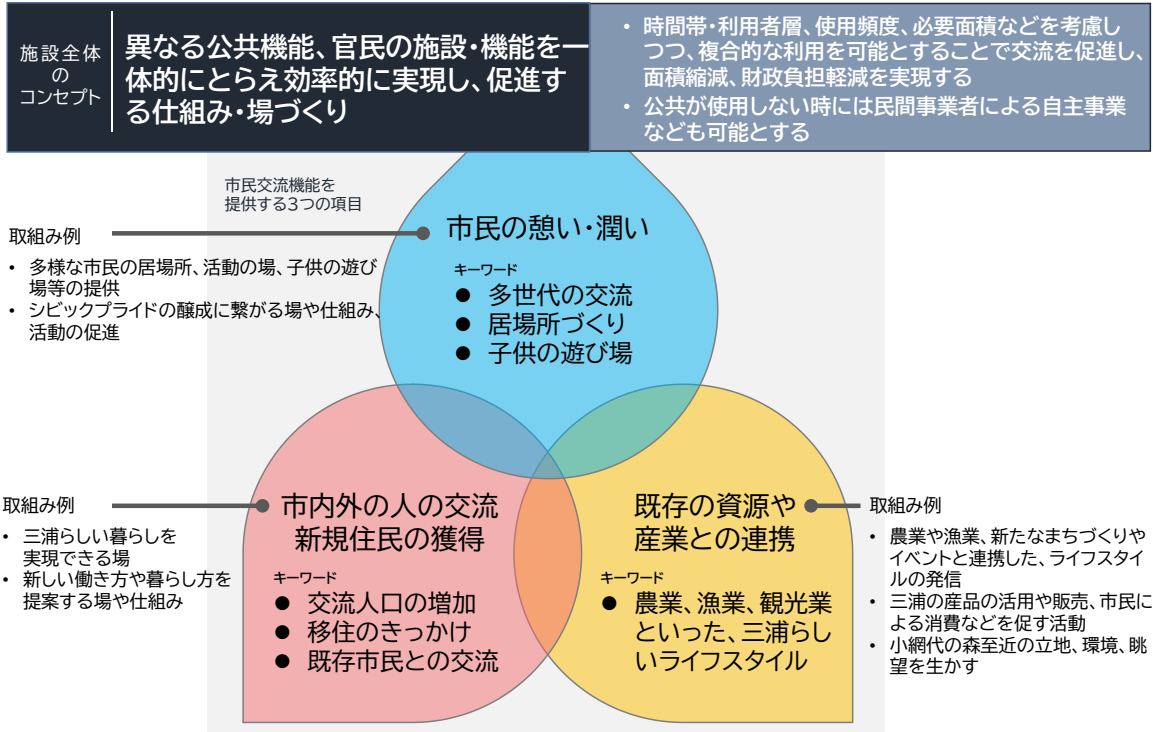 施設全体
の
コンセプト
異なる公共機能、官民の施設・機能を一
体的にとらえ効率的に実現し、促進す
る仕組み・場づくり
• 時間帯・利用者層、使用頻度、必要面積などを考慮し
つつ、複合的な利用を可能とすることで交流を促進し、
面積縮減、財政負担軽減を実現する
• 公共が使用しない時には民間事業者による自主事業
なども可能とする
市民交流機能を
提供する3つの項目
市民の憩い・潤い
キーワード
● 多世代の交流
● 居場所づくり
● 子供の遊び場
取組み例
• 多様な市民の居場所、活動の場、子供の遊び
場等の提供
• シビックプライドの醸成に繋がる場や仕組み、
活動の促進
市内外の人の交流
新規住民の獲得
キーワード
● 交流人口の増加
● 移住のきっかけ
● 既存市民との交流
取組み例
• 三浦らしい暮らしを
実現できる場
• 新しい働き方や暮らし方を
提案する場や仕組み
既存の資源や
産業との連携
キーワード
● 農業、漁業、観光業
といった、三浦らし
いライフスタイル
取組み例
• 農業や漁業、新たなまちづくりや
イベントと連携した、ライフスタイ
ルの発信
• 三浦の産品の活用や販売、市民に
よる消費などを促す活動
• 小網代の森至近の立地、環境、眺
望を生かす